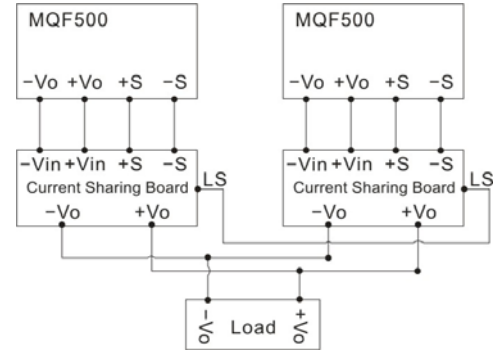 MQF500 MQF500
−Vo +Vo +S −S −Vo +Vo +S −S
−Vin +Vin +S −S −Vin +Vin +S −S
Current Sharing Board LS Current Sharing Board LS
−Vo +Vo −Vo +Vo
−Vo Load +Vo